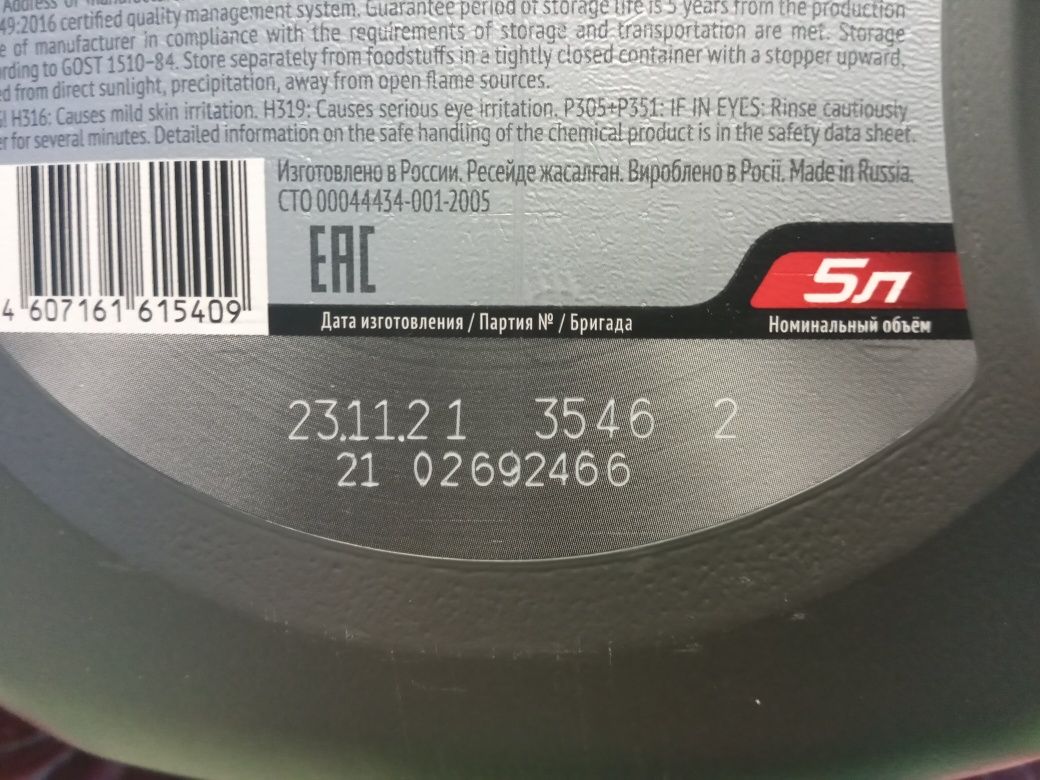 Address of
49:2016 certified quality management system. Guarantee period of storage life is 5 years from the production
of manufacturer in compliance with the requirements of storage and transportation are met. Storage
to GOST 1510-84. Store separately from foodstuffs in a tightly closed container with a stopper upward,
from direct sunlight, precipitation, away from open flame sources.
H316: Causes mild skin irritation. H319: Causes serious eye irritation. P305+P351: IF IN EYES: Rinse cautiously
for several minutes. Detailed information on the safe handling of the chemical product is in the safety data sheet.
Изготовлено в России. Ресейде жасалған. Вироблено в Росії. Made in Russia.
СТО 00044434-001-2005
EAC
4 607161 615409
5л
Дата изготовления / Партия № / Бригада
Номинальный объём
23.11.21 3546 2
21 02692466